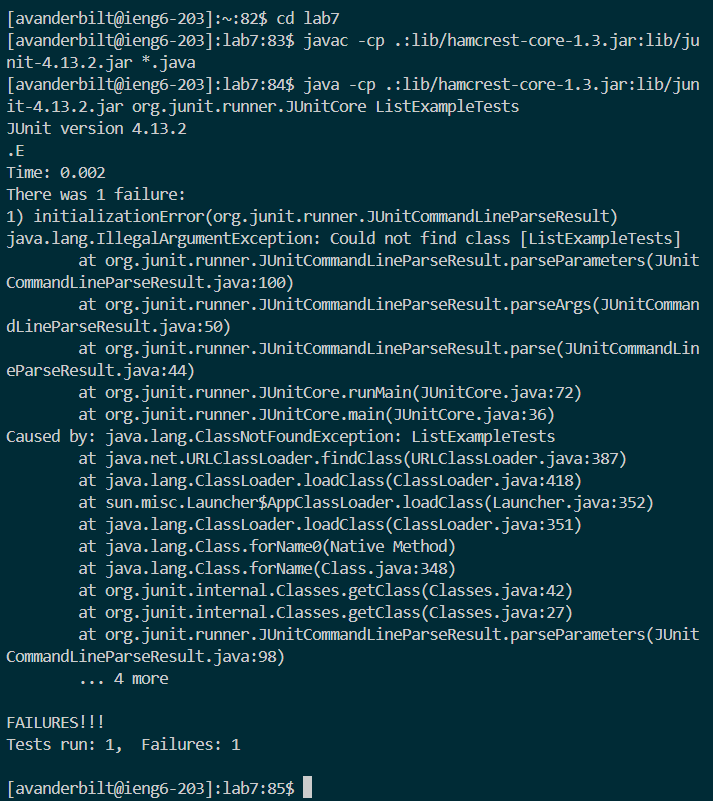 [avanderbilt@ieng6-203]:~:82$ cd lab7
[avanderbilt@ieng6-203]:lab7:83$ javac -cp .:lib/hamcrest-core-1.3.jar:lib/ju
nit-4.13.2.jar *.java
[avanderbilt@ieng6-203]:lab7:84$ java -cp .:lib/hamcrest-core-1.3.jar:lib/jun
it-4.13.2.jar org.junit.runner.JUnitCore ListExampleTests
JUnit version 4.13.2
.E
Time: 0.002
There was 1 failure:
1) initializationError(org.junit.runner.JUnitCommandLineParseResult)
java.lang.IllegalArgumentException: Could not find class [ListExampleTests]
        at org.junit.runner.JUnitCommandLineParseResult.parseParameters(JUnit
CommandLineParseResult.java:100)
        at org.junit.runner.JUnitCommandLineParseResult.parseArgs(JUnitComman
dLineParseResult.java:50)
        at org.junit.runner.JUnitCommandLineParseResult.parse(JUnitCommandLin
eParseResult.java:44)
        at org.junit.runner.JUnitCore.runMain(JUnitCore.java:72)
        at org.junit.runner.JUnitCore.main(JUnitCore.java:36)
Caused by: java.lang.ClassNotFoundException: ListExampleTests
        at java.net.URLClassLoader.findClass(URLClassLoader.java:387)
        at java.lang.ClassLoader.loadClass(ClassLoader.java:418)
        at sun.misc.Launcher$AppClassLoader.loadClass(Launcher.java:352)
        at java.lang.ClassLoader.loadClass(ClassLoader.java:351)
        at java.lang.Class.forName0(Native Method)
        at java.lang.Class.forName(Class.java:348)
        at org.junit.internal.Classes.getClass(Classes.java:42)
        at org.junit.internal.Classes.getClass(Classes.java:27)
        at org.junit.runner.JUnitCommandLineParseResult.parseParameters(JUnit
CommandLineParseResult.java:98)
        ... 4 more

FAILURES!!!
Tests run: 1,  Failures: 1

[avanderbilt@ieng6-203]:lab7:85$